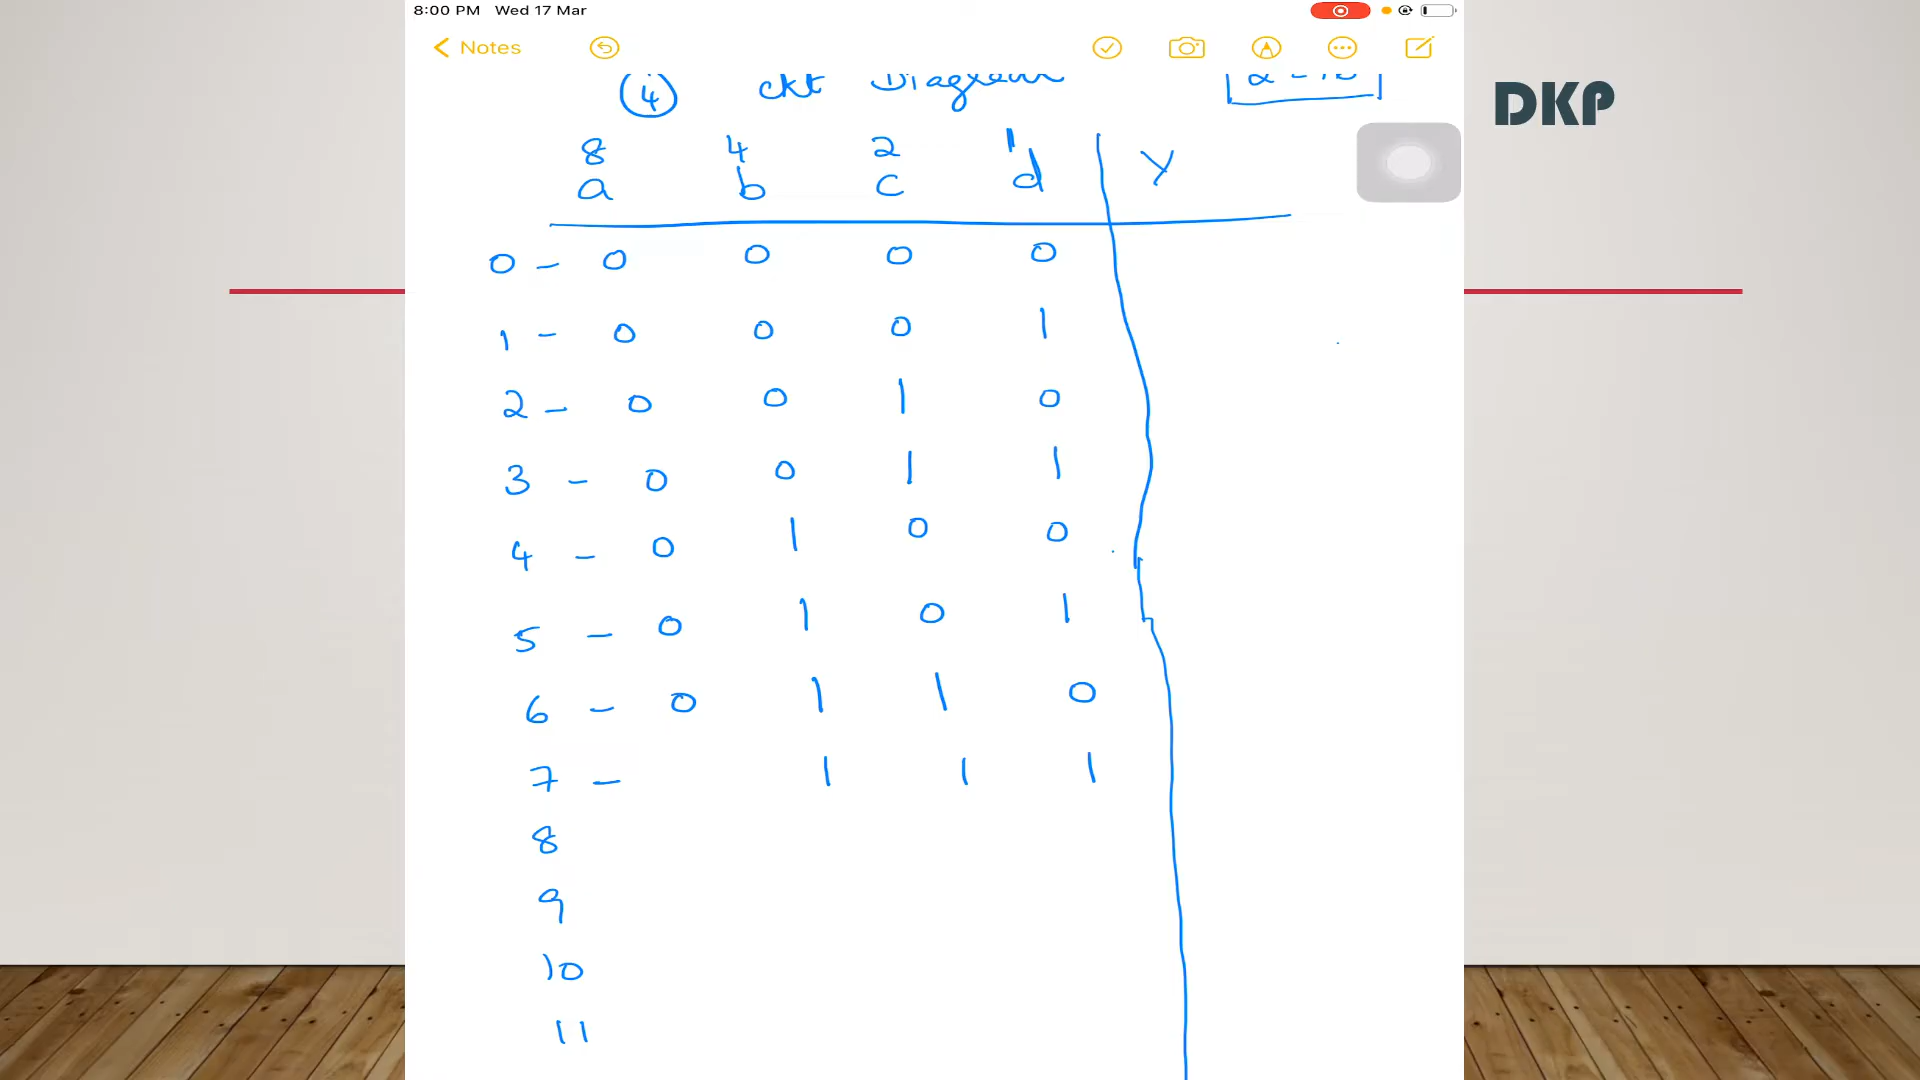 8:00 PM Wed 17 Mar
Notes
DKP
4 ckt Diagram
8 4 2 1
a b c d Y
0 - 0 0 0 0
1 - 0 0 0 1
2 - 0 0 1 0
3 - 0 0 1 1
4 - 0 1 0 0
5 - 0 1 0 1
6 - 0 1 1 0
7 - 1 1 1
8
9
10
11